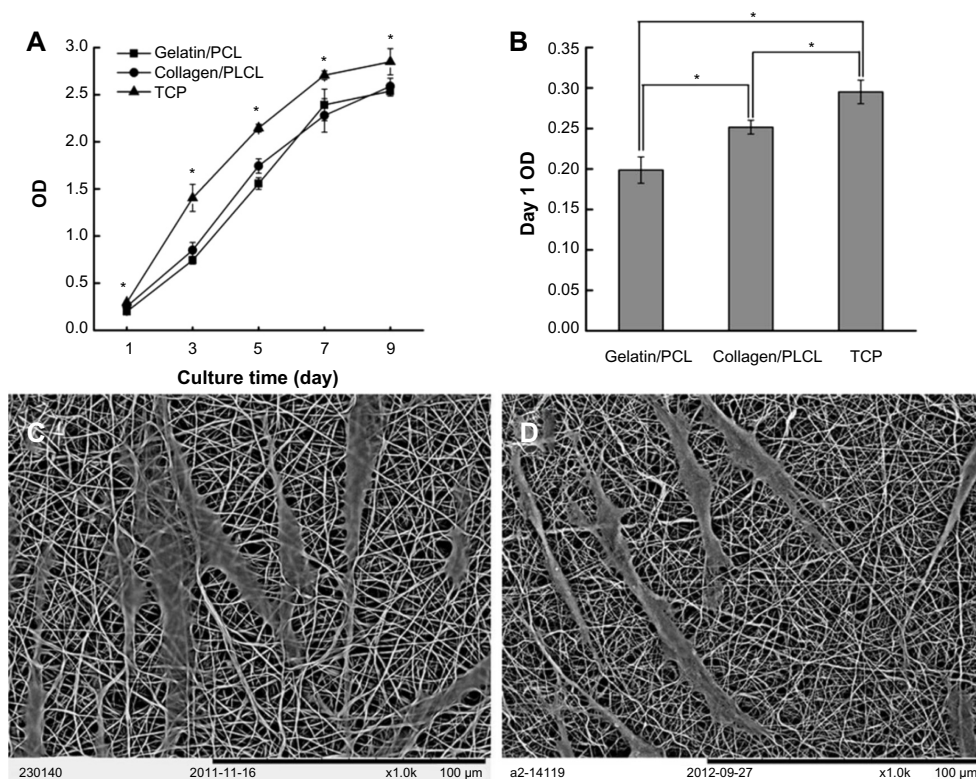 A
3.0
2.5
2.0
1.5
1.0
0.5
0.0
OD
Gelatin/PCL
Collagen/PLCL
TCP
*
*
*
*
*
1 3 5 7 9
Culture time (day)
B
0.35
0.30
0.25
0.20
0.15
0.10
0.05
0.00
Day 1 OD
*
*
*
Gelatin/PCL Collagen/PLCL TCP
C
230140 2011-11-16 x1.0k 100 µm
D
a2-14119 2012-09-27 x1.0k 100 µm